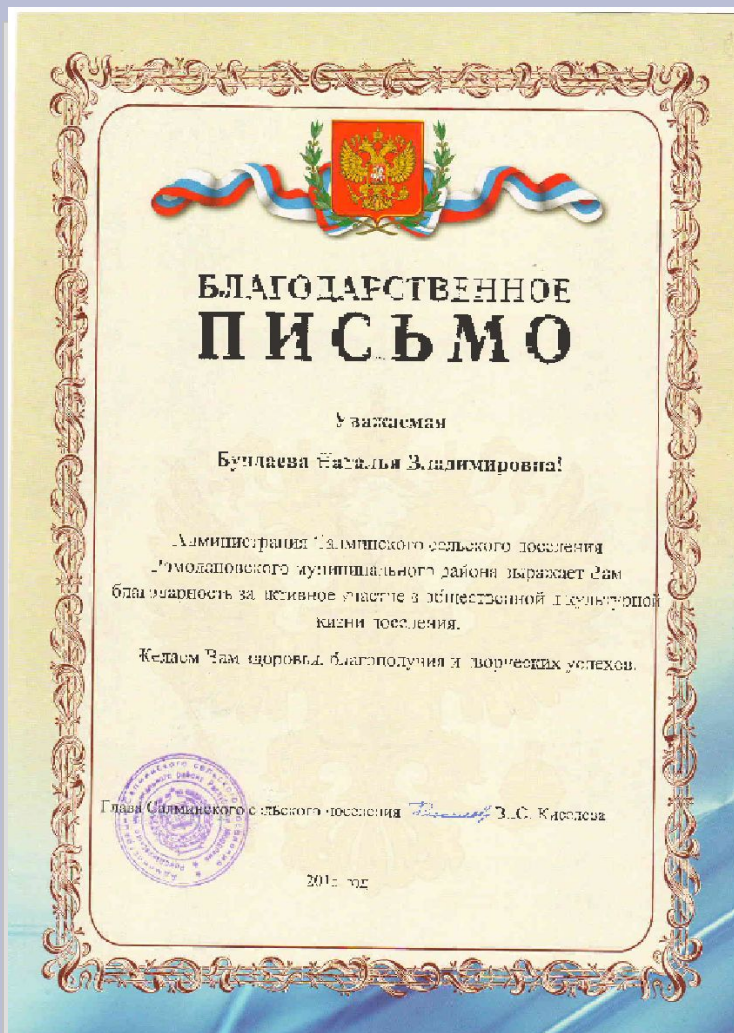 БЛАГОДАРСТВЕННОЕ
ПИСЬМО
Уважаемая
Наталья Владимировна!
Администрация Салминского сельского поселения
Ромодановского муниципального района выражает Вам
благодарность за активное участие в общественной и культурной
жизни поселения.
Желаем Вам здоровья, благополучия и творческих успехов.
Глава Салминского сельского поселения Киселева
год